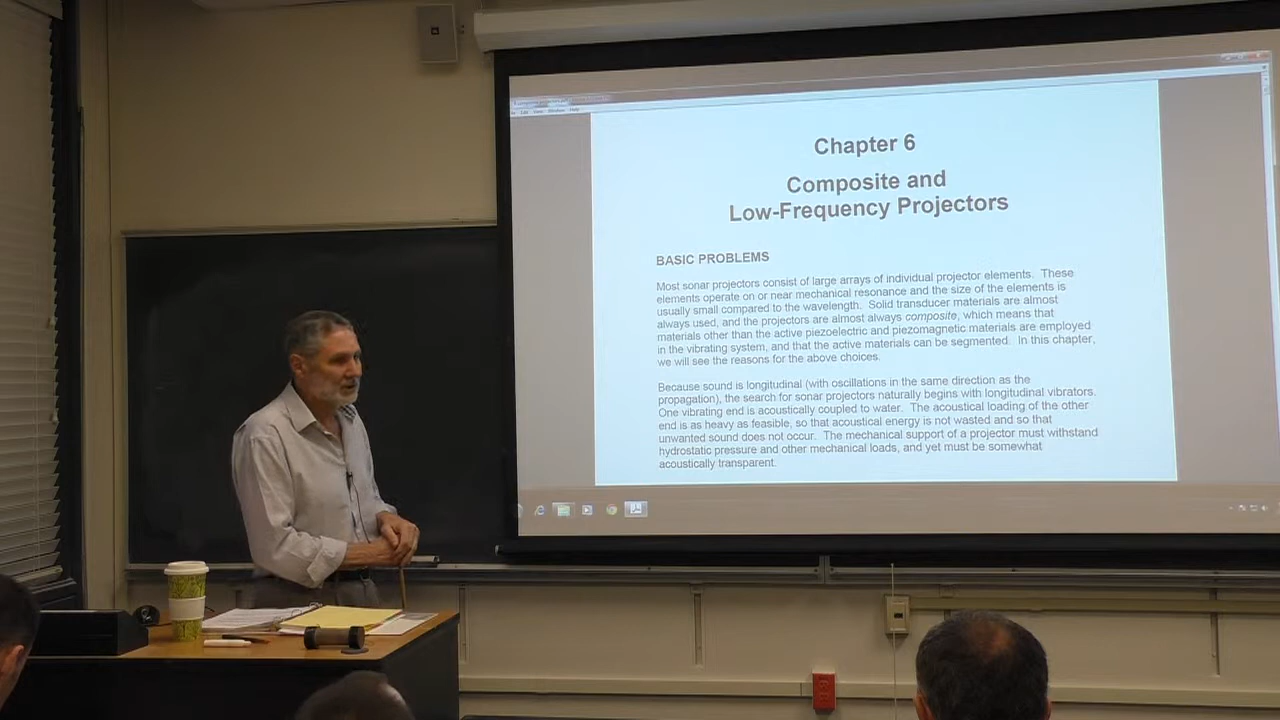 Chapter 6
Composite and
Low-Frequency Projectors
BASIC PROBLEMS
Most sonar projectors consist of large arrays of individual projector elements. These
elements operate on or near mechanical resonance and the size of the elements is
usually small compared to the wavelength. Solid transducer materials are almost
always used, and the projectors are almost always composite, which means that
materials other than the active piezoelectric and piezomagnetic materials are employed
in the vibrating system, and that the active materials can be segmented. In this chapter,
we will see the reasons for the above choices.
Because sound is longitudinal (with oscillations in the same direction as the
propagation), the search for sonar projectors naturally begins with longitudinal vibrators.
One vibrating end is acoustically coupled to water. The acoustical loading of the other
end is as heavy as feasible, so that acoustical energy is not wasted and so that
unwanted sound does not occur. The mechanical support of a projector must withstand
hydrostatic pressure and other mechanical loads, and yet must be somewhat
acoustically transparent.